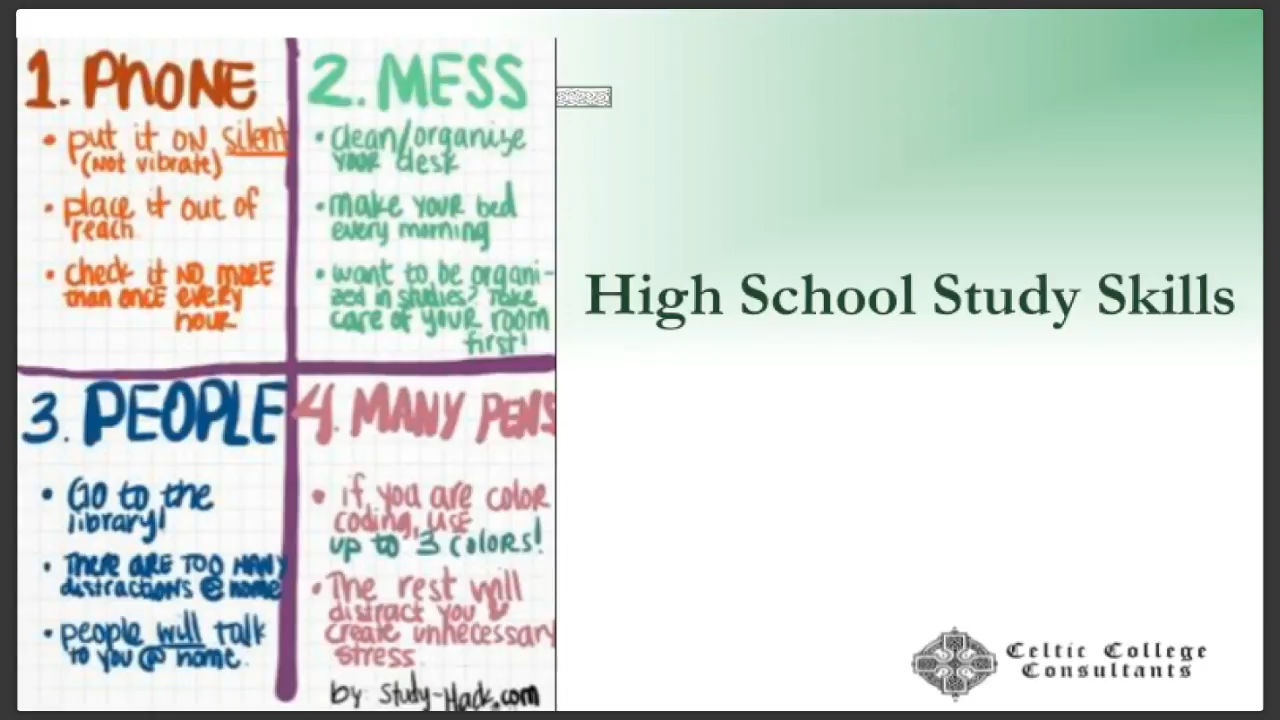 1. PHONE
• put it on silent
(Not vibrate)
• place it out of
reach
• check it NO MORE
than once every
hour
2. MESS
• clean/organize
your desk
• make your bed
every morning
• want to be organi-
zed in studies? Take
care of your room
first!
3. PEOPLE
• Go to the
library!
• There are too many
distractions @ home
• people will talk
to you @ home.
4. MANY PENS
• if you are color
coding, use
up to 3 colors!
• The rest will
distract you &
create unnecessary
stress.
by Study-Hack.com
High School Study Skills
Celtic College
Consultants